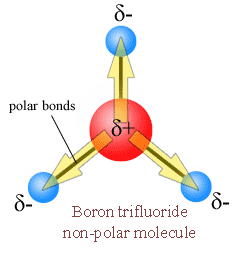 δ-
polar bonds
δ+
δ-
δ-
Boron trifluoride
non-polar molecule